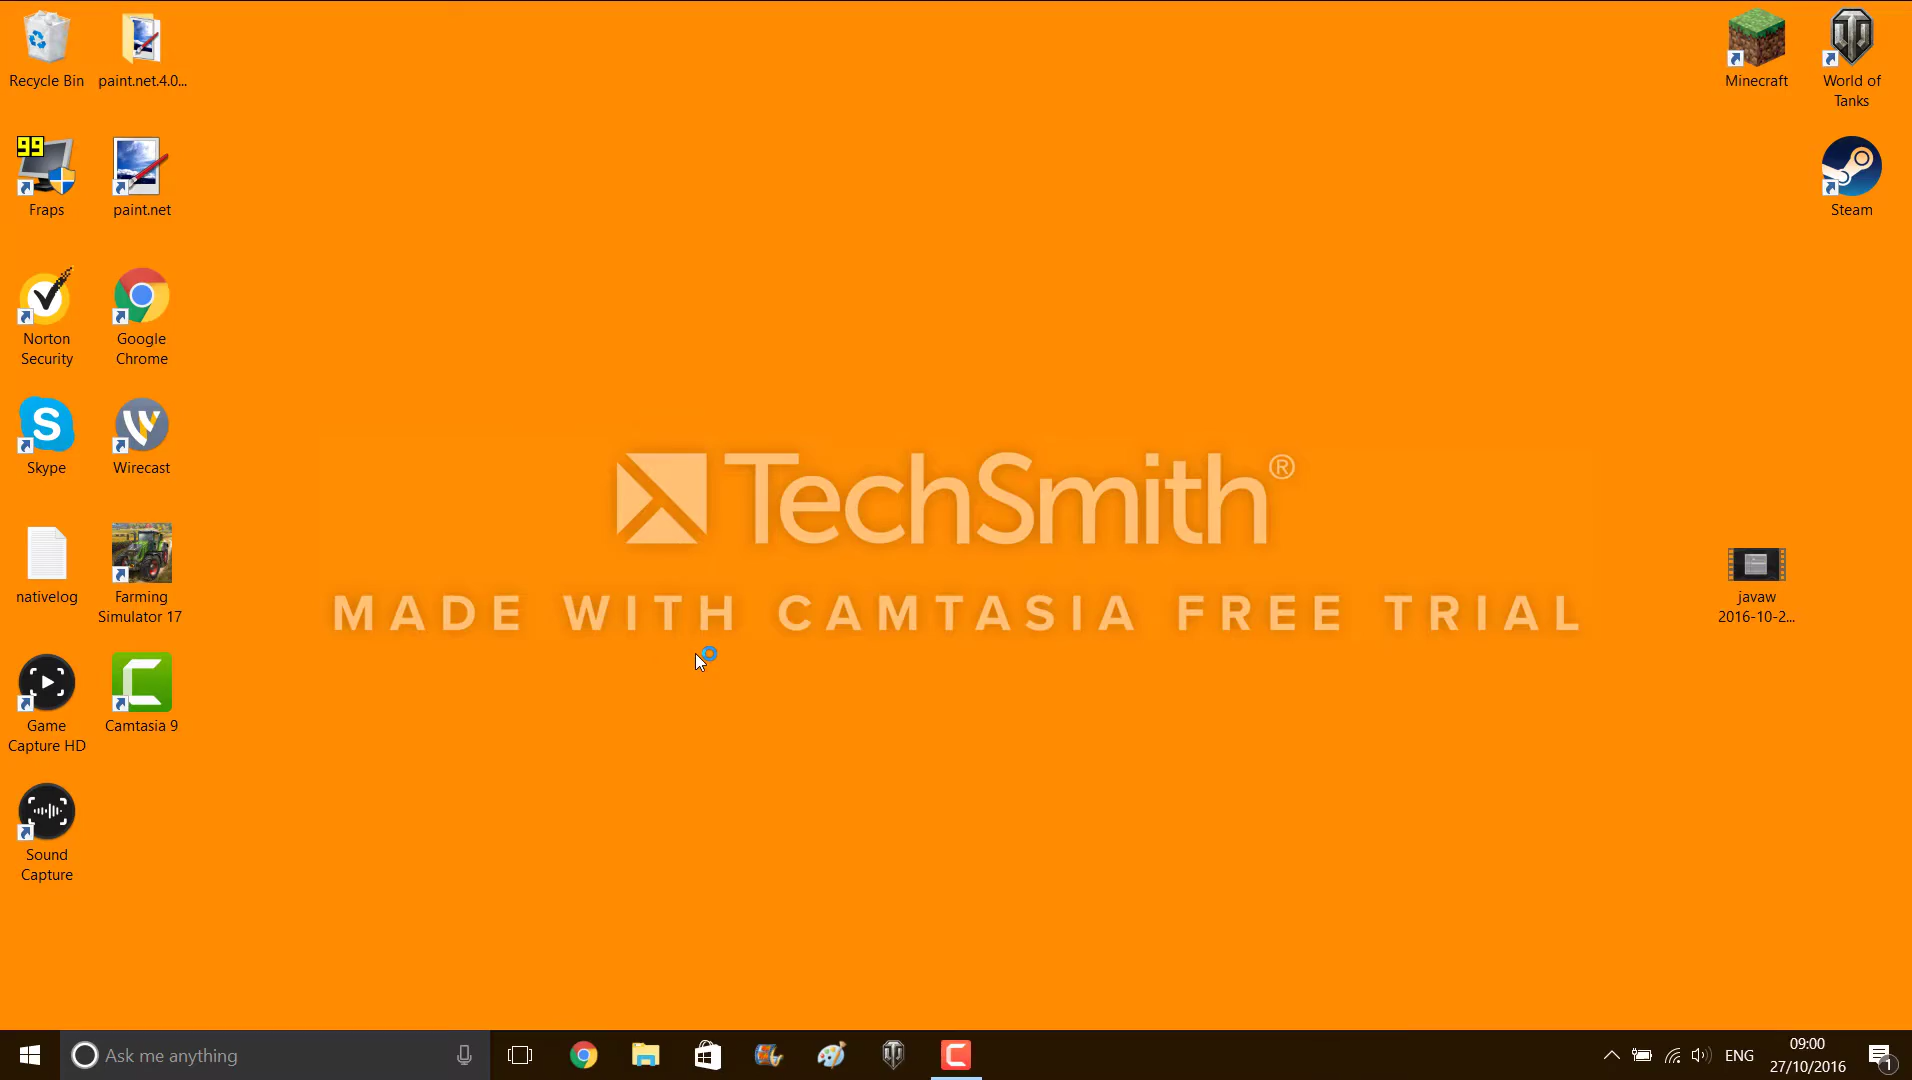 Recycle Bin
paint.net.4.0...
Minecraft
World of
Tanks
99
Fraps
paint.net
Steam
Norton
Security
Google
Chrome
Skype
Wirecast
TechSmith®
MADE WITH CAMTASIA FREE TRIAL
nativelog
Farming
Simulator 17
javaw
2016-10-2...
Game
Capture HD
Camtasia 9
Sound
Capture
Ask me anything
ENG
09:00
27/10/2016
1